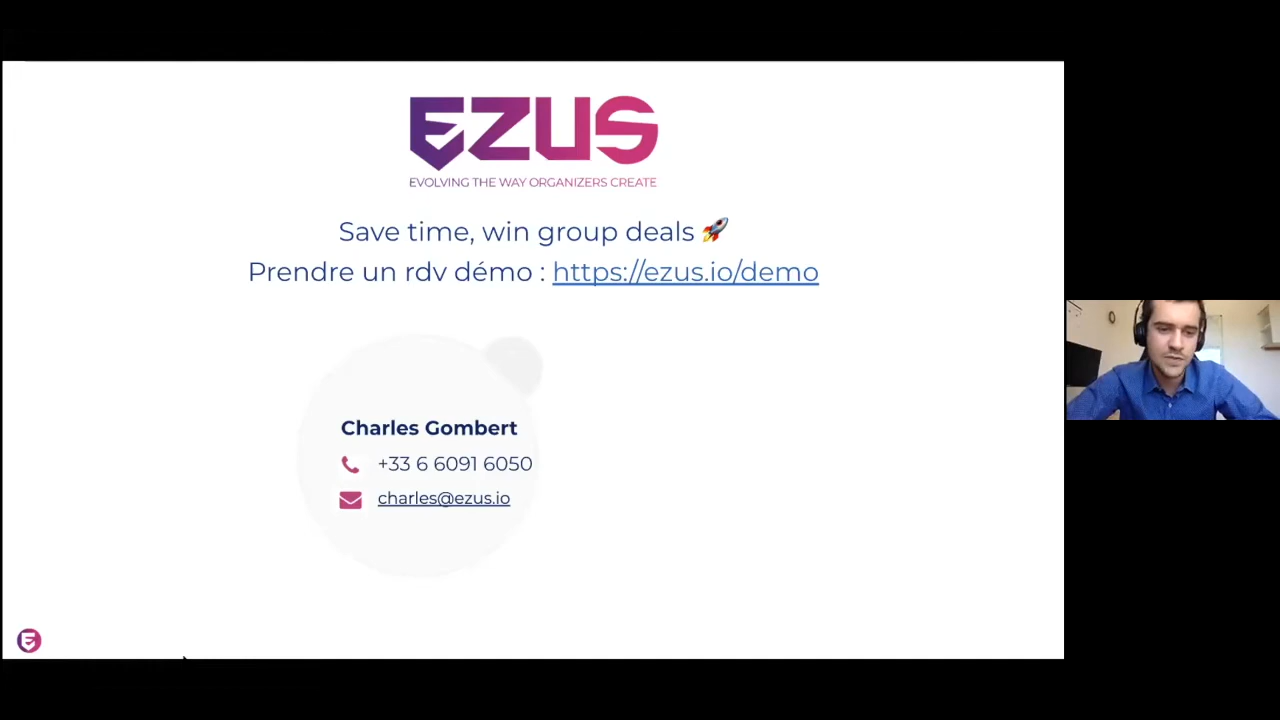 EZUS
EVOLVING THE WAY ORGANIZERS CREATE
Save time, win group deals 🚀
Prendre un rdv démo : https://ezus.io/demo
Charles Gombert
+33 6 6091 6050
charles@ezus.io